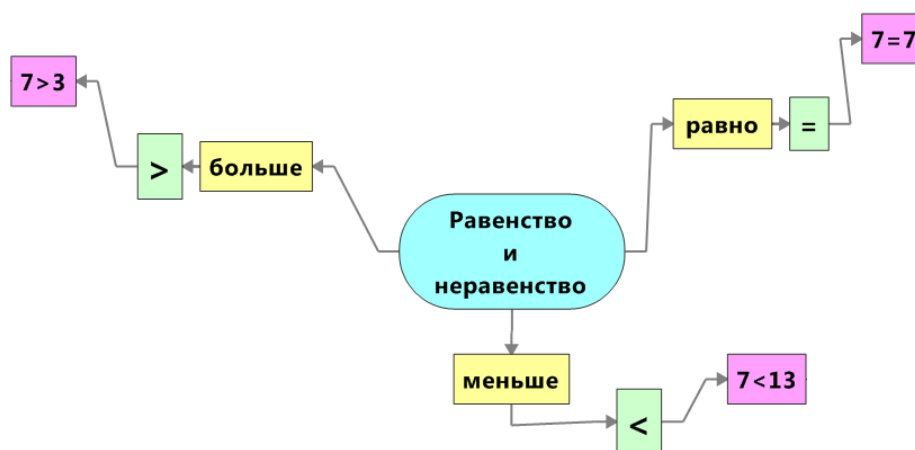 7=7
7>3
равно
=
>
больше
Равенство
и
неравенство
меньше
7<13
<